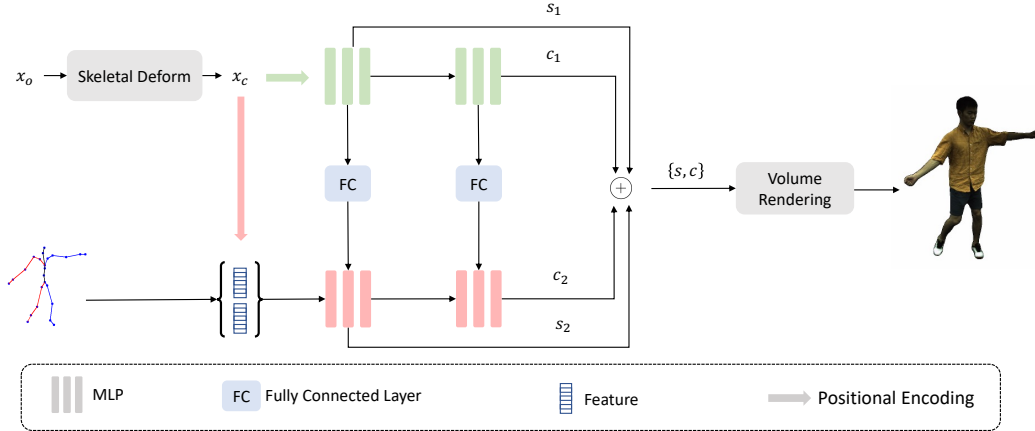 s₁
c₁
xₒ
Skeletal Deform
x_c
FC
FC
{s, c}
Volume
Rendering
c₂
s₂
MLP
FC
Fully Connected Layer
Feature
Positional Encoding